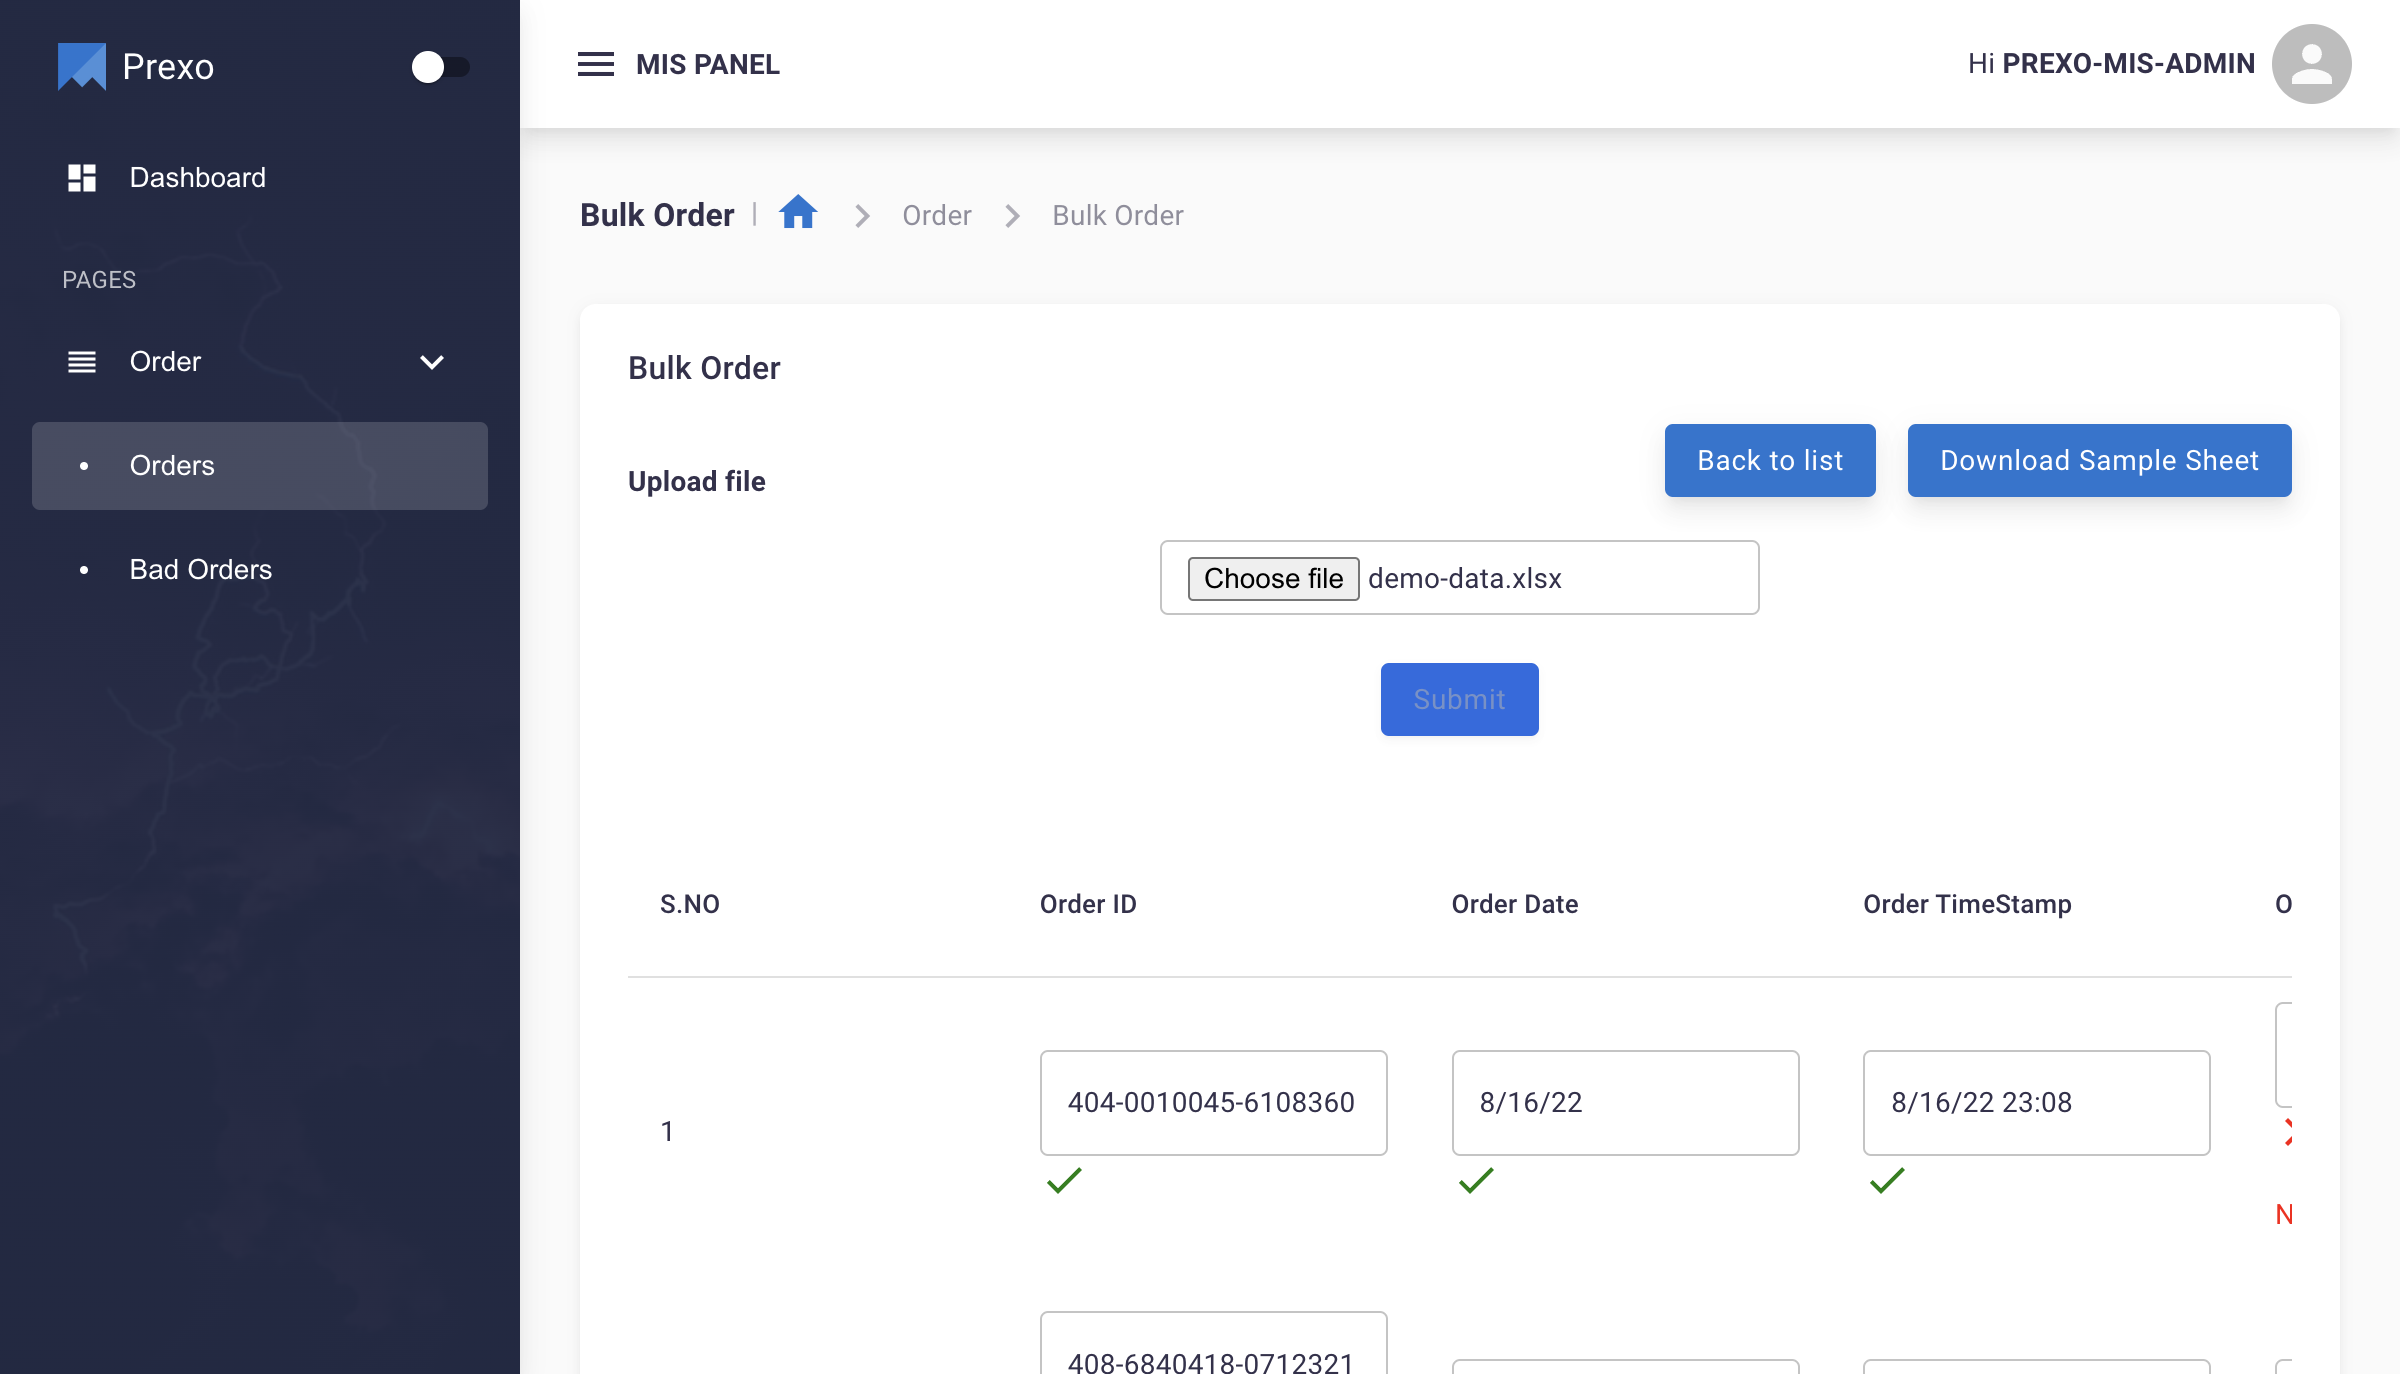 Prexo
MIS PANEL
Hi PREXO-MIS-ADMIN
Dashboard
PAGES
Order
Orders
Bad Orders
Bulk Order | Order Bulk Order
Bulk Order
Upload file
Back to list
Download Sample Sheet
Choose file demo-data.xlsx
Submit
S.NO Order ID Order Date Order TimeStamp O
1 404-0010045-6108360 8/16/22 8/16/22 23:08
N
408-6840418-0712321